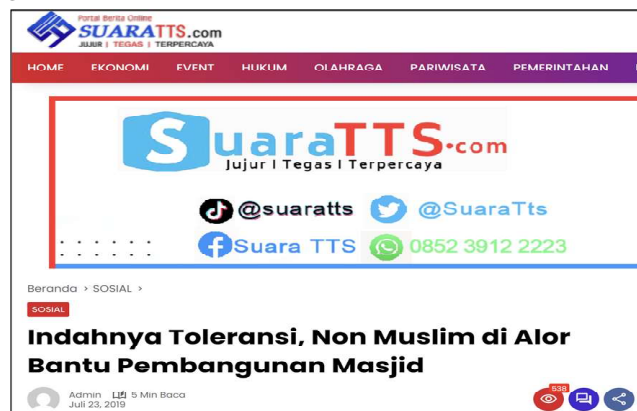 Portal Berita Online
SUARATTS.com
JUJUR | TEGAS | TERPERCAYA
HOME EKONOMI EVENT HUKUM OLAHRAGA PARIWISATA PEMERINTAHAN
SuaraTTS.com
Jujur I Tegas I Terpercaya
@suaratts @SuaraTts
Suara TTS 0852 3912 2223
Beranda > SOSIAL >
SOSIAL
Indahnya Toleransi, Non Muslim di Alor
Bantu Pembangunan Masjid
Admin 5 Min Baca
Juli 23, 2019
538